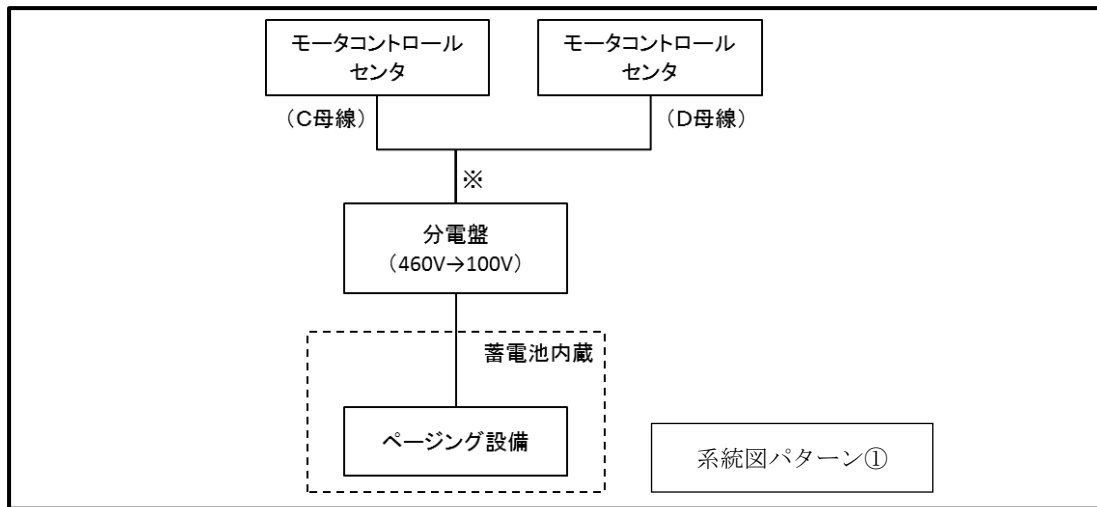 モータコントロール
センタ
モータコントロール
センタ
（C母線）
（D母線）
※
分電盤
（460V→100V）
蓄電池内蔵
ページング設備
系統図パターン①